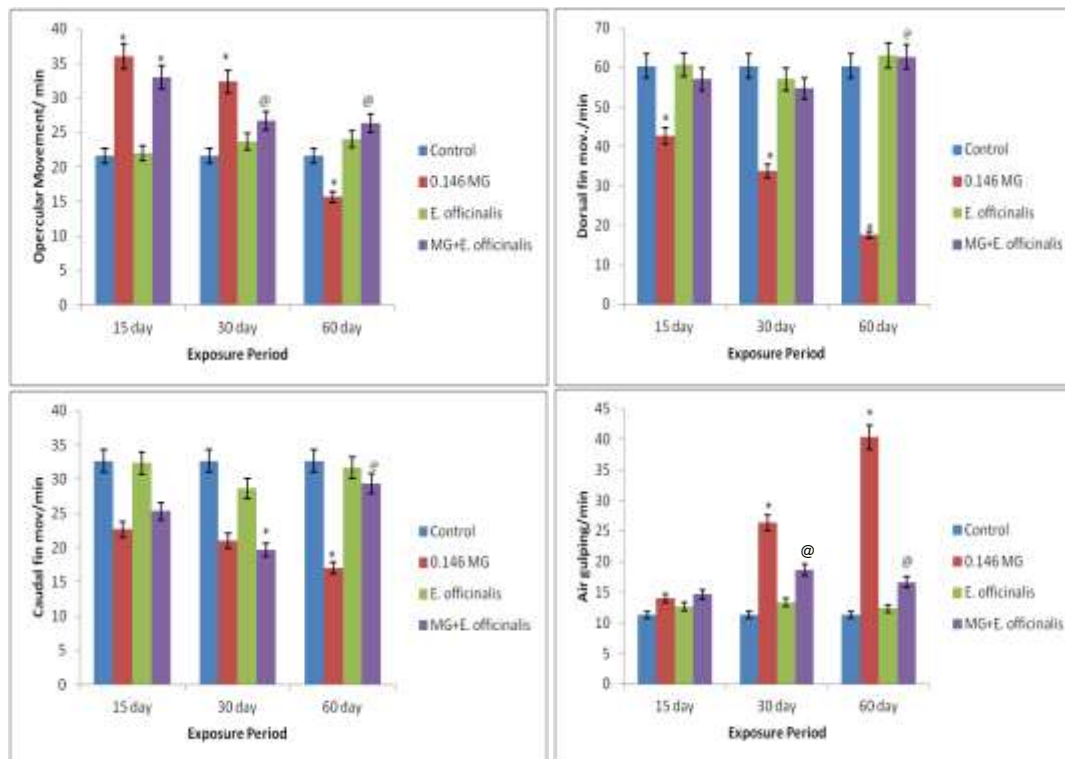 40
35
30
25
20
15
10
5
0
Opercular Movement/ min
* * * @ * @
15 day 30 day 60 day
Exposure Period
Control
0.146 MG
E. officinalis
MG+E. officinalis
70
60
50
40
30
20
10
0
Dorsal fin mov./min
* * * @
15 day 30 day 60 day
Exposure Period
Control
0.146 MG
E. officinalis
MG+E. officinalis
40
35
30
25
20
15
10
5
0
Caudal fin mov/min
* * @
15 day 30 day 60 day
Exposure Period
Control
0.146 MG
E. officinalis
MG+E. officinalis
45
40
35
30
25
20
15
10
5
0
Air gulping/min
* @ * @
15 day 30 day 60 day
Exposure Period
Control
0.146 MG
E. officinalis
MG+E. officinalis